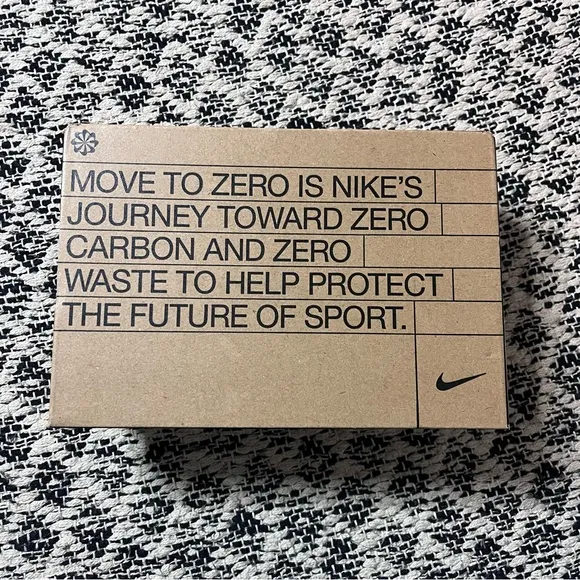 MOVE TO ZERO IS NIKE'S
JOURNEY TOWARD ZERO
CARBON AND ZERO
WASTE TO HELP PROTECT
THE FUTURE OF SPORT.